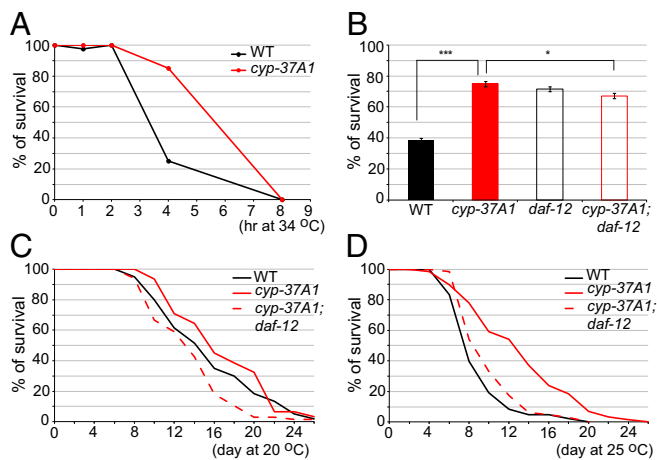 A
% of survival
100
80
60
40
20
0
0 1 2 3 4 5 6 7 8 9
(hr at 34 °C)
WT
cyp-37A1
B
% of survival
100
80
60
40
20
0
*** *
WT cyp-37A1 daf-12 cyp-37A1;
daf-12
C
% of survival
100
80
60
40
20
0
0 4 8 12 16 20 24
(day at 20 °C)
WT
cyp-37A1
cyp-37A1;
daf-12
D
% of survival
100
80
60
40
20
0
0 4 8 12 16 20 24
(day at 25 °C)
WT
cyp-37A1
cyp-37A1;
daf-12